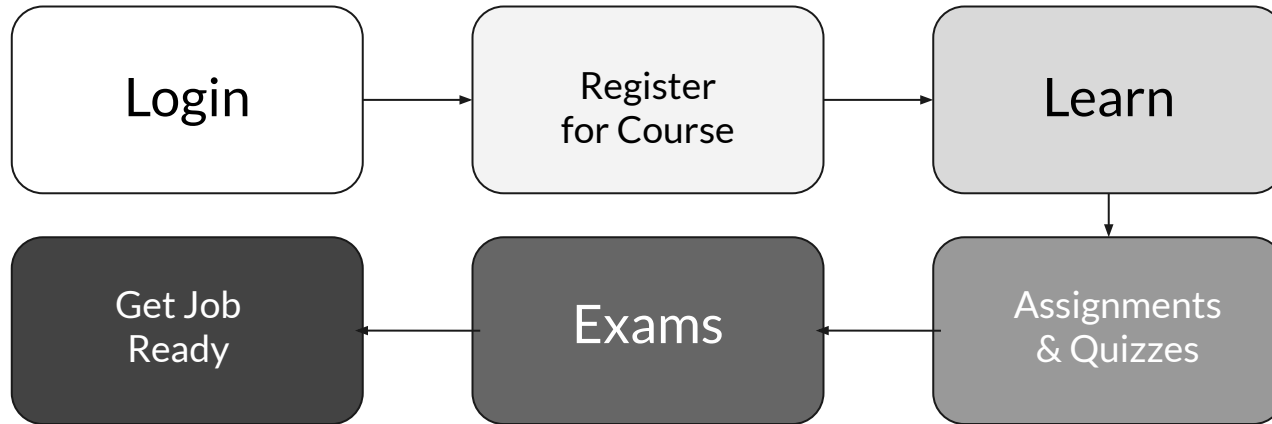 Login
Register
for Course
Learn
Get Job
Ready
Exams
Assignments
& Quizzes